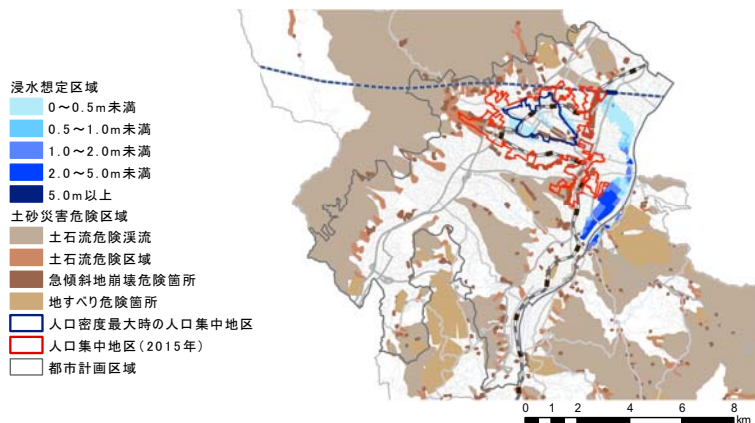 浸水想定区域
0～0.5m未満
0.5～1.0m未満
1.0～2.0m未満
2.0～5.0m未満
5.0m以上
土砂災害危険区域
土石流危険渓流
土石流危険区域
急傾斜地崩壊危険箇所
地すべり危険箇所
人口密度最大時の人口集中地区
人口集中地区(2015年)
都市計画区域
0 1 2 4 6 8
km